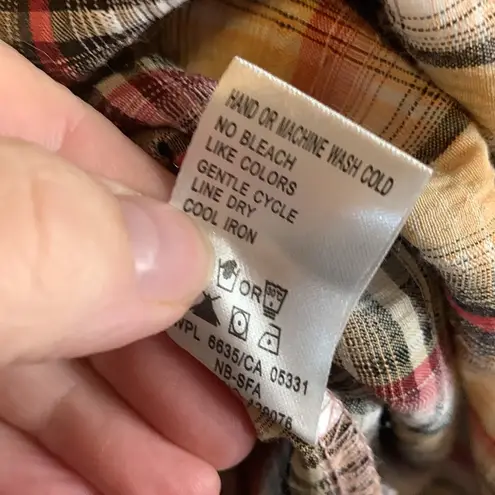 HAND OR MACHINE WASH COLD
NO BLEACH
LIKE COLORS
GENTLE CYCLE
LINE DRY
COOL IRON
OR
WPL 6635/CA 05331
NB-SFA